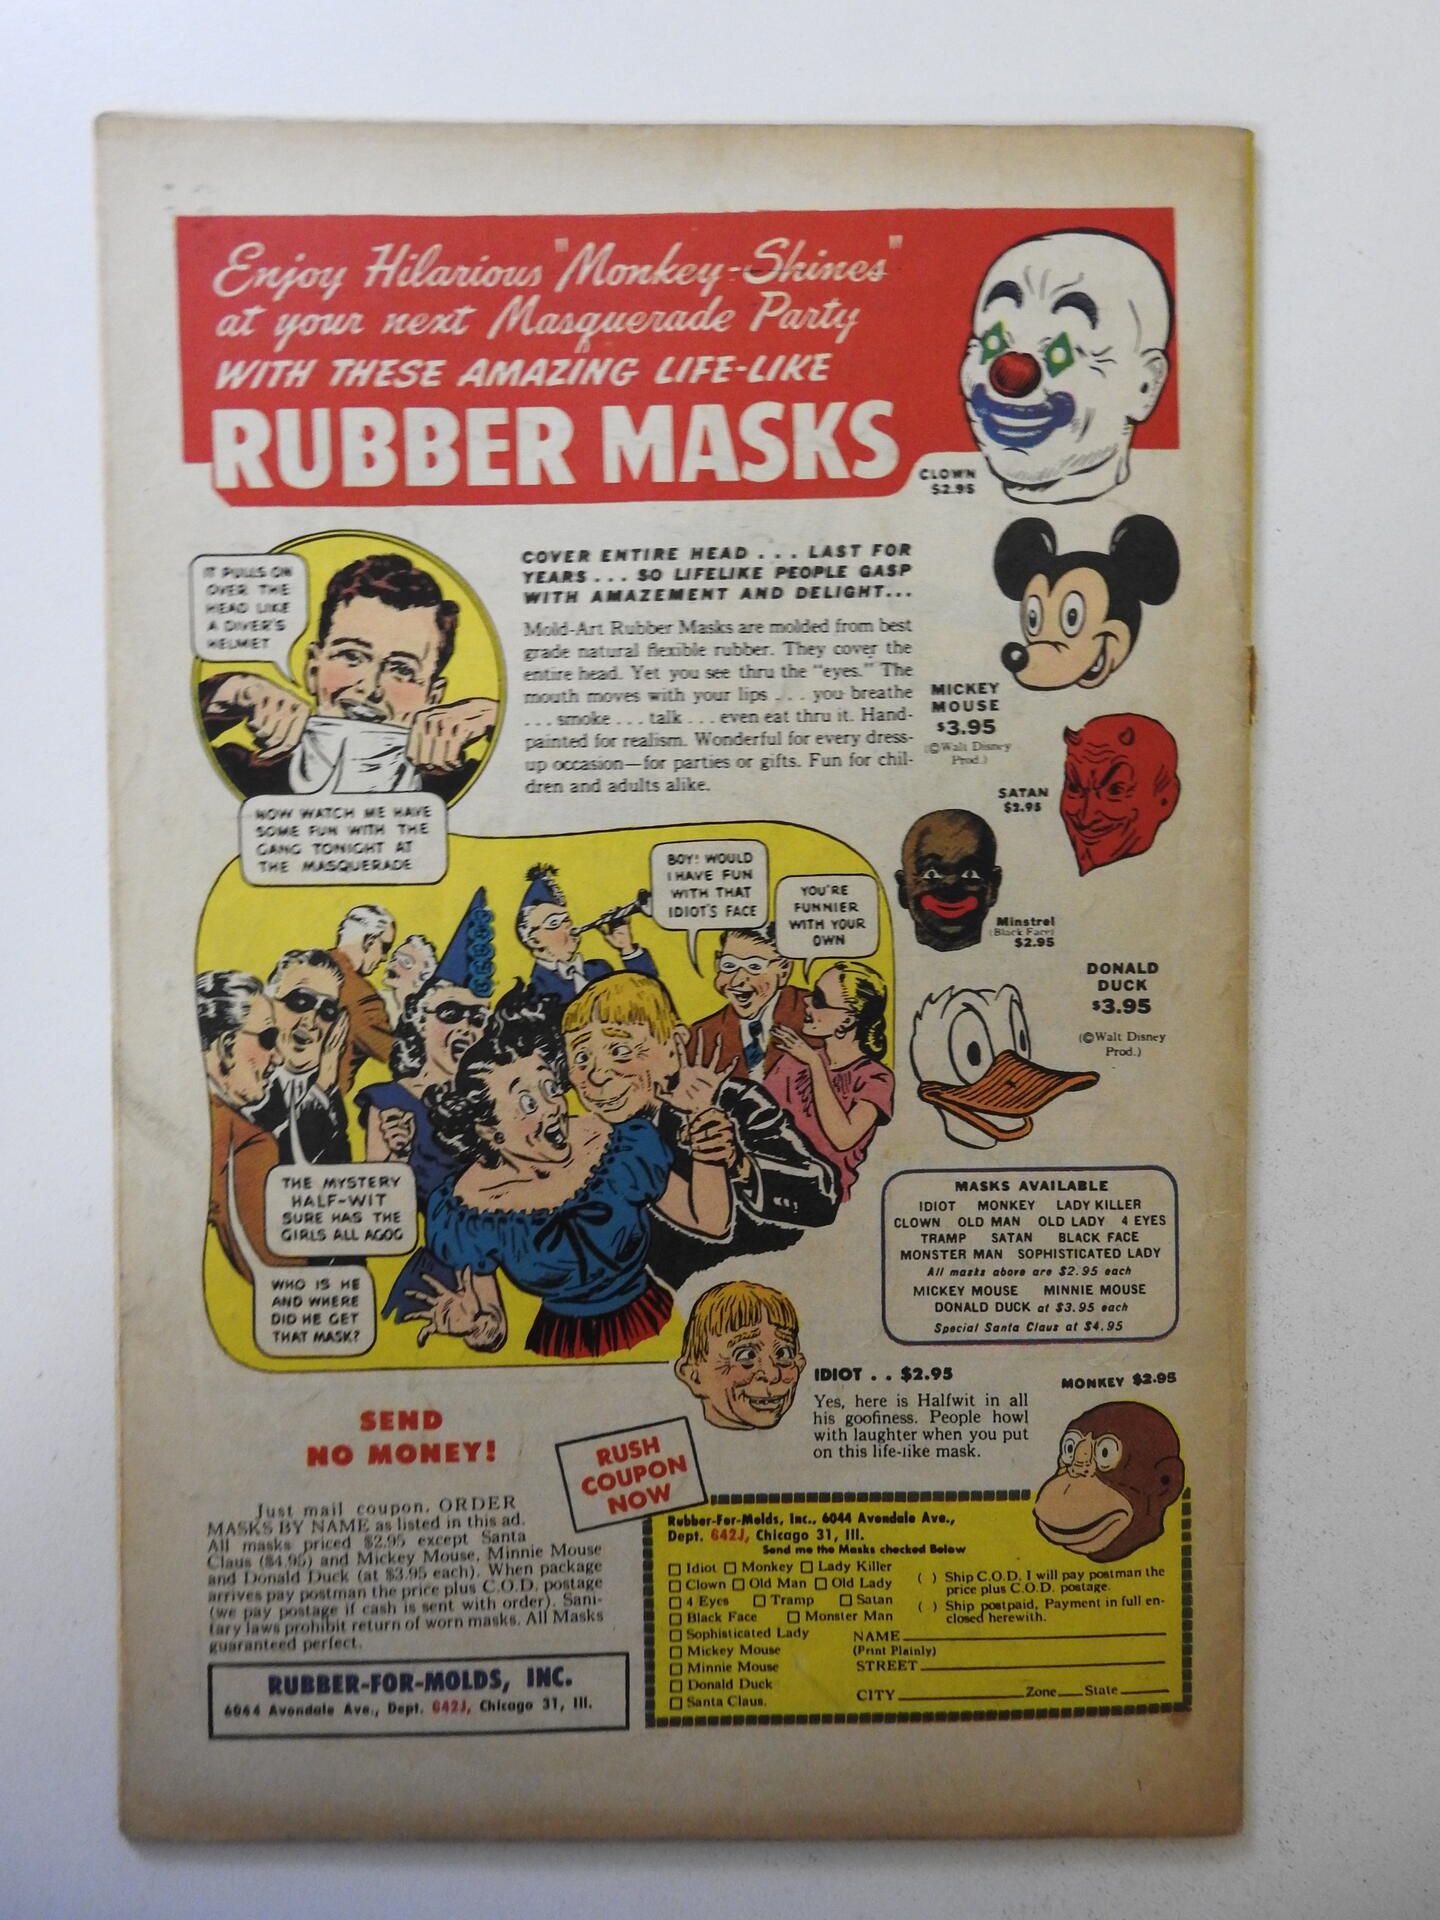 Enjoy Hilarious "Monkey-Shines"
at your next Masquerade Party
WITH THESE AMAZING LIFE-LIKE
RUBBER MASKS
CLOWN
$2.95
IT PULLS ON
OVER THE
HEAD LIKE
A DIVER'S
HELMET
COVER ENTIRE HEAD . . . LAST FOR
YEARS . . . SO LIFELIKE PEOPLE GASP
WITH AMAZEMENT AND DELIGHT...
Mold-Art Rubber Masks are molded from best
grade natural flexible rubber. They cover the
entire head. Yet you see thru the "eyes." The
mouth moves with your lips . . . you breathe
. . . smoke . . . talk . . . even eat thru it. Hand-
painted for realism. Wonderful for every dress-
up occasion—for parties or gifts. Fun for chil-
dren and adults alike.
MICKEY
MOUSE
$3.95
(©Walt Disney
Prod.)
SATAN
$2.95
NOW WATCH ME HAVE
SOME FUN WITH THE
GANG TONIGHT AT
THE MASQUERADE
BOY! WOULD
I HAVE FUN
WITH THAT
IDIOT'S FACE
YOU'RE
FUNNIER
WITH YOUR
OWN
Minstrel
(Black Face)
$2.95
DONALD
DUCK
$3.95
(©Walt Disney
Prod.)
THE MYSTERY
HALF-WIT
SURE HAS THE
GIRLS ALL AGOG
WHO IS HE
AND WHERE
DID HE GET
THAT MASK?
MASKS AVAILABLE
IDIOT MONKEY LADY KILLER
CLOWN OLD MAN OLD LADY 4 EYES
TRAMP SATAN BLACK FACE
MONSTER MAN SOPHISTICATED LADY
All masks above are $2.95 each
MICKEY MOUSE MINNIE MOUSE
DONALD DUCK at $3.95 each
Special Santa Claus at $4.95
IDIOT . . $2.95
Yes, here is Halfwit in all
his goofiness. People howl
with laughter when you put
on this life-like mask.
MONKEY $2.95
SEND
NO MONEY!
RUSH
COUPON
NOW
Just mail coupon. ORDER
MASKS BY NAME as listed in this ad.
All masks priced $2.95 except Santa
Claus ($4.95) and Mickey Mouse, Minnie Mouse
and Donald Duck (at $3.95 each). When package
arrives pay postman the price plus C.O.D. postage
(we pay postage if cash is sent with order). Sani-
tary laws prohibit return of worn masks. All Masks
guaranteed perfect.
RUBBER-FOR-MOLDS, INC.
6044 Avondale Ave., Dept. 642J, Chicago 31, Ill.
Rubber-For-Molds, Inc., 6044 Avondale Ave.,
Dept. 642J, Chicago 31, Ill.
Send me the Masks checked Below
Idiot Monkey Lady Killer
Clown Old Man Old Lady
4 Eyes Tramp Satan
Black Face Monster Man
Sophisticated Lady
Mickey Mouse
Minnie Mouse
Donald Duck
Santa Claus.
( ) Ship C.O.D. I will pay postman the
price plus C.O.D. postage.
( ) Ship postpaid, Payment in full en-
closed herewith.
NAME
(Print Plainly)
STREET
CITY Zone State